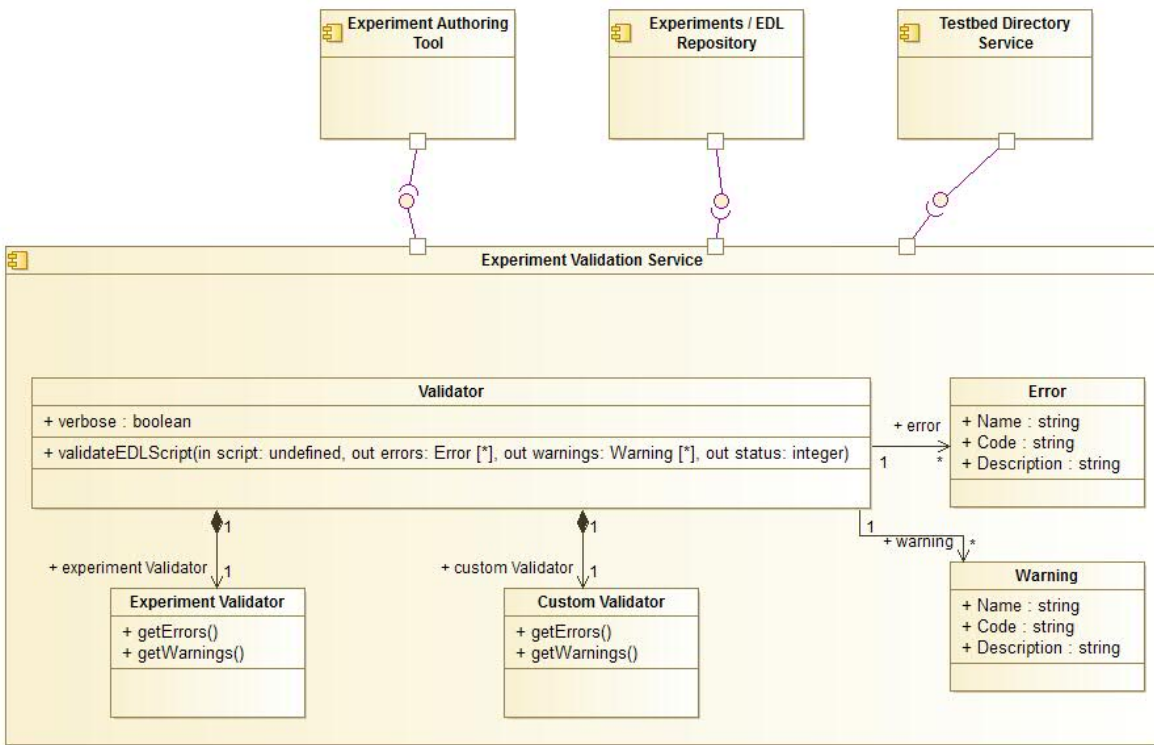 Experiment Authoring
Tool
Experiments / EDL
Repository
Testbed Directory
Service
Experiment Validation Service
Validator
+ verbose : boolean
+ validateEDLScript(in script: undefined, out errors: Error [*], out warnings: Warning [*], out status: integer)
+ error
1
*
Error
+ Name : string
+ Code : string
+ Description : string
1
+ experiment Validator
1
1
+ custom Validator
1
1
+ warning
*
Experiment Validator
+ getErrors()
+ getWarnings()
Custom Validator
+ getErrors()
+ getWarnings()
Warning
+ Name : string
+ Code : string
+ Description : string